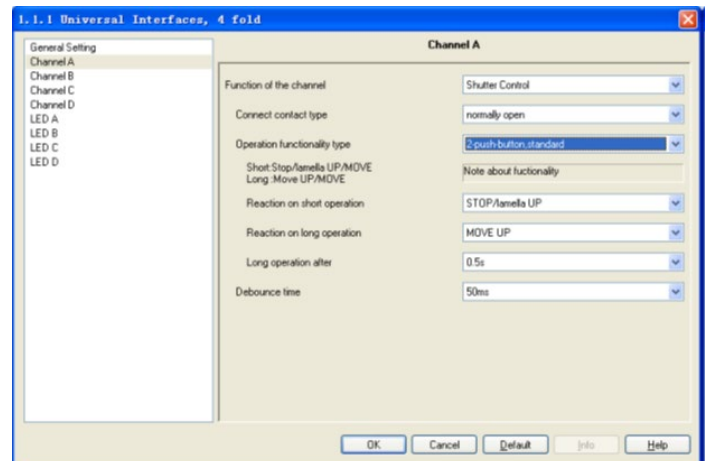 1.1.1 Universal Interfaces, 4 fold
General Setting
Channel A
Channel B
Channel C
Channel D
LED A
LED B
LED C
LED D
Channel A
Function of the channel
Shutter Control
Connect contact type
normally open
Operation functionality type
2-push-button,standard
Short:Stop/lamella UP/MOVE
Long :Move UP/MOVE
Note about fuctionality
Reaction on short operation
STOP/lamella UP
Reaction on long operation
MOVE UP
Long operation after
0.5s
Debounce time
50ms
OK Cancel Default Info Help